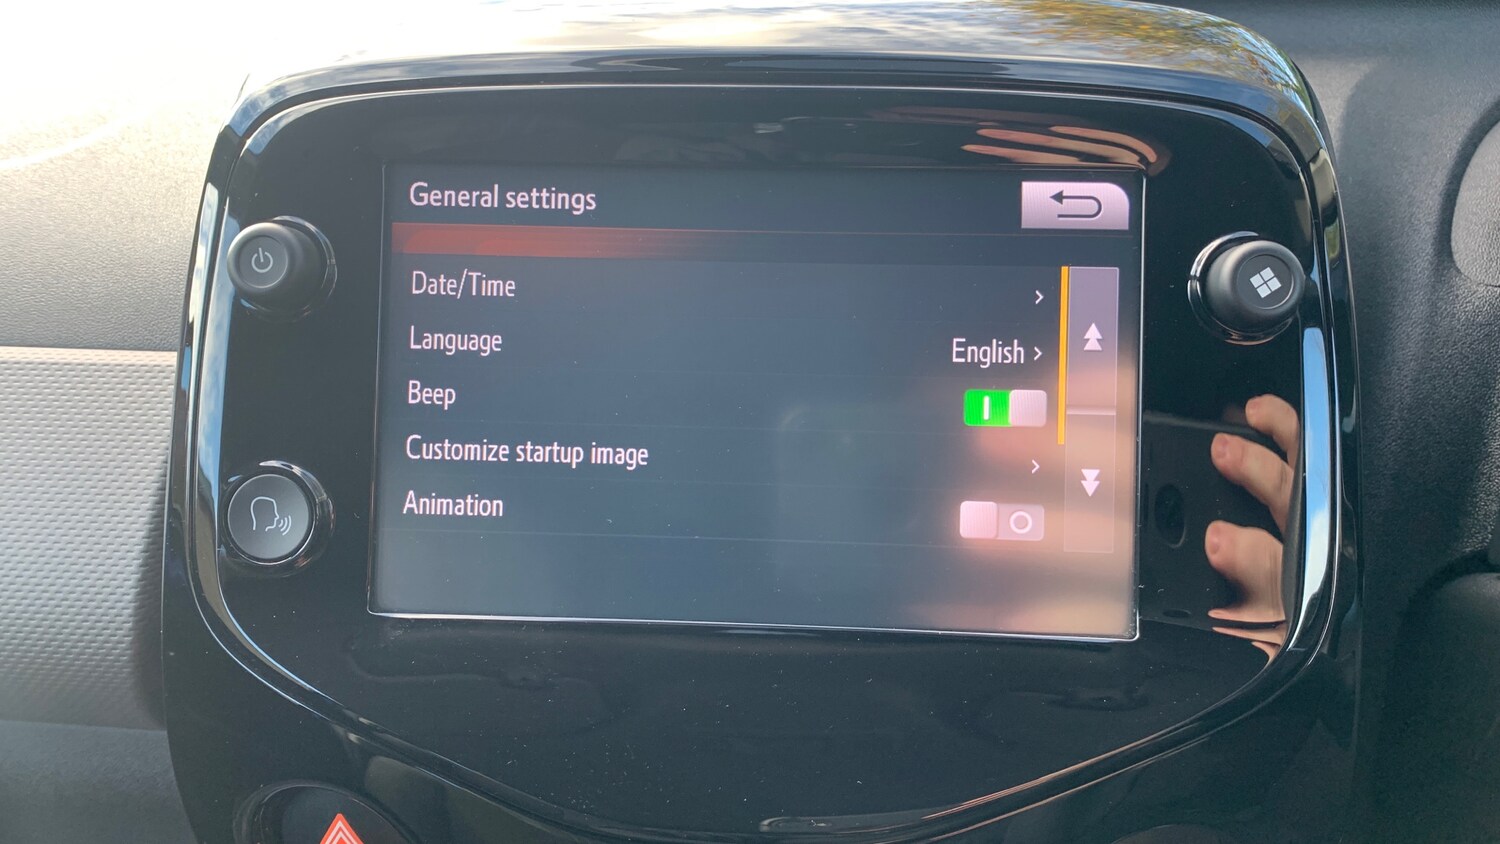 General settings
Date/Time
Language English
Beep
Customize startup image
Animation